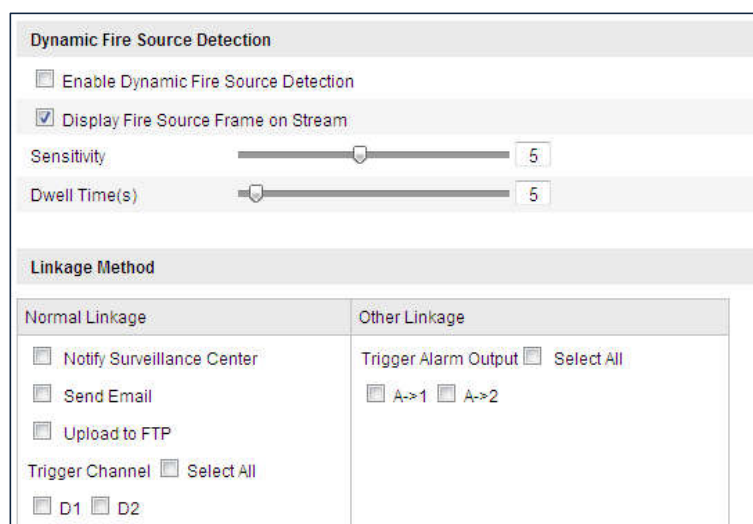 Dynamic Fire Source Detection
Enable Dynamic Fire Source Detection
Display Fire Source Frame on Stream
Sensitivity 5
Dwell Time(s) 5
Linkage Method
Normal Linkage Other Linkage
Notify Surveillance Center Trigger Alarm Output Select All
Send Email A->1 A->2
Upload to FTP
Trigger Channel Select All
D1 D2